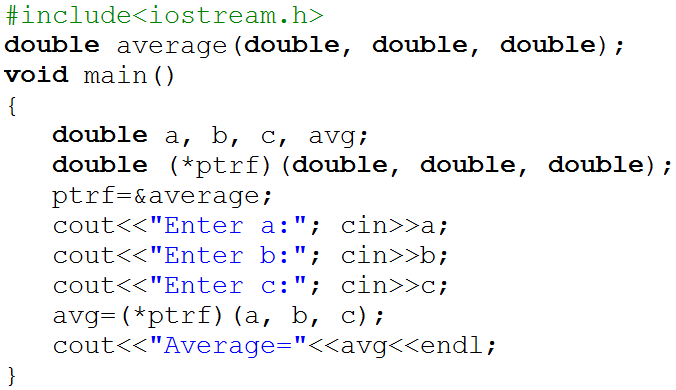 #include<iostream.h>
double average(double, double, double);
void main()
{
   double a, b, c, avg;
   double (*ptrf)(double, double, double);
   ptrf=&average;
   cout<<"Enter a:"; cin>>a;
   cout<<"Enter b:"; cin>>b;
   cout<<"Enter c:"; cin>>c;
   avg=(*ptrf)(a, b, c);
   cout<<"Average="<<avg<<endl;
}